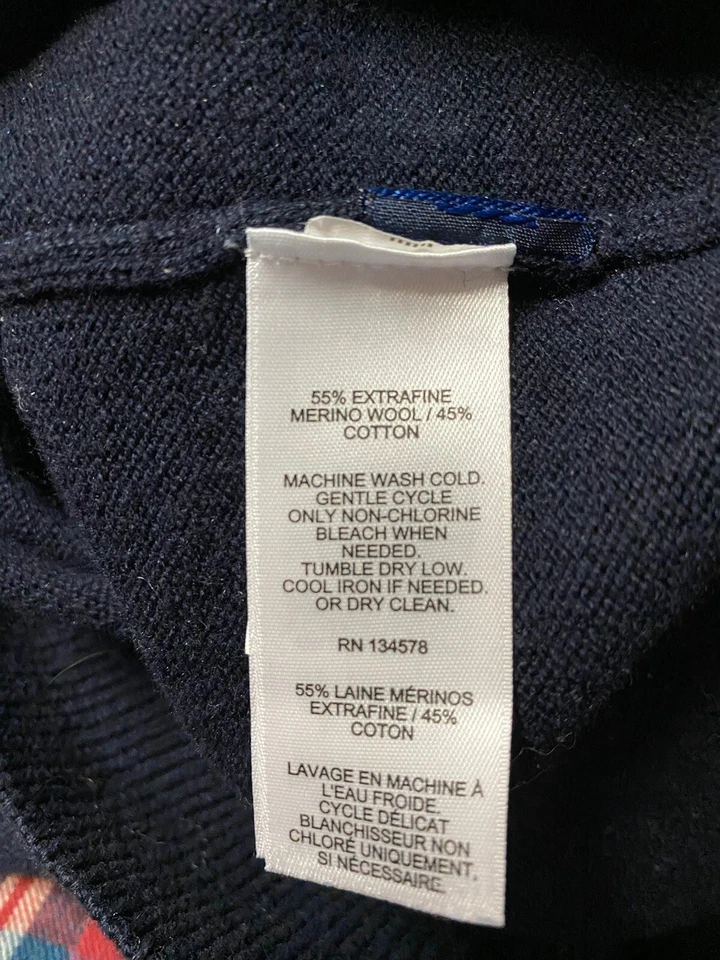 55% EXTRAFINE
MERINO WOOL / 45%
COTTON
MACHINE WASH COLD.
GENTLE CYCLE
ONLY NON-CHLORINE
BLEACH WHEN
NEEDED.
TUMBLE DRY LOW.
COOL IRON IF NEEDED.
OR DRY CLEAN.
RN 134578
55% LAINE MÉRINOS
EXTRAFINE / 45%
COTON
LAVAGE EN MACHINE À
L'EAU FROIDE.
CYCLE DÉLICAT
BLANCHISSEUR NON
CHLORÉ UNIQUEMENT,
SI NÉCESSAIRE.